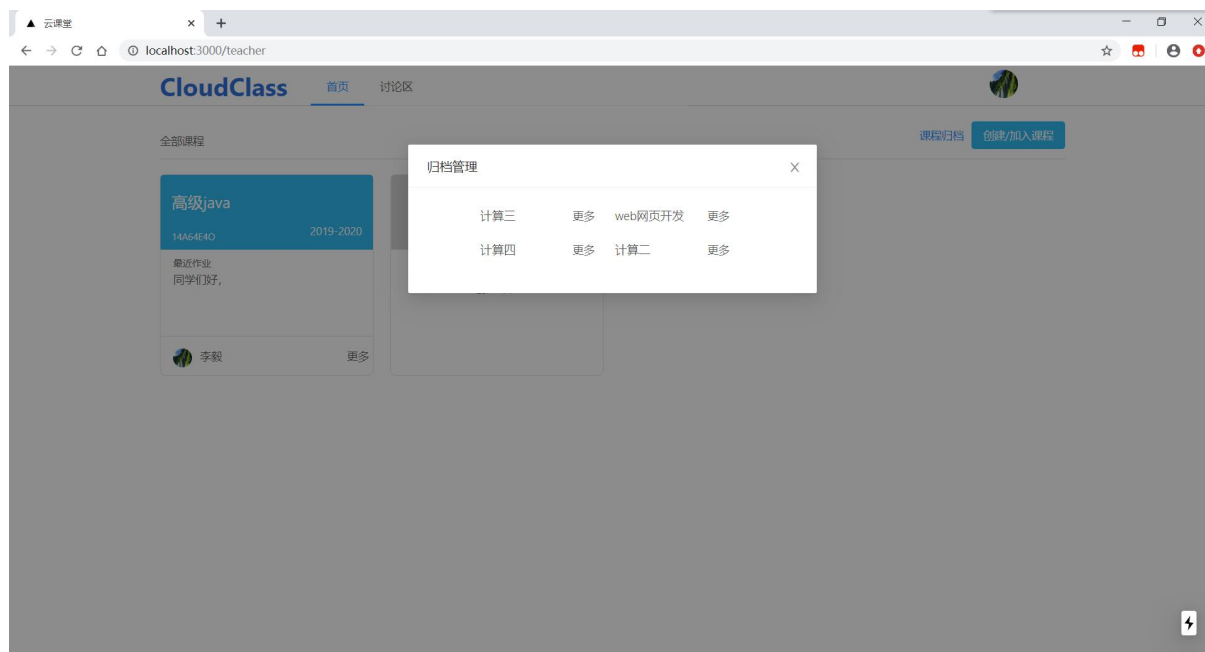 云课堂
localhost:3000/teacher
CloudClass 首页 讨论区
全部课程 课程归档 创建/加入课程
归档管理
计算三 更多 web网页开发 更多
计算四 更多 计算二 更多
高级java
14A64E4O 2019-2020
最近作业
同学们好,
李毅 更多